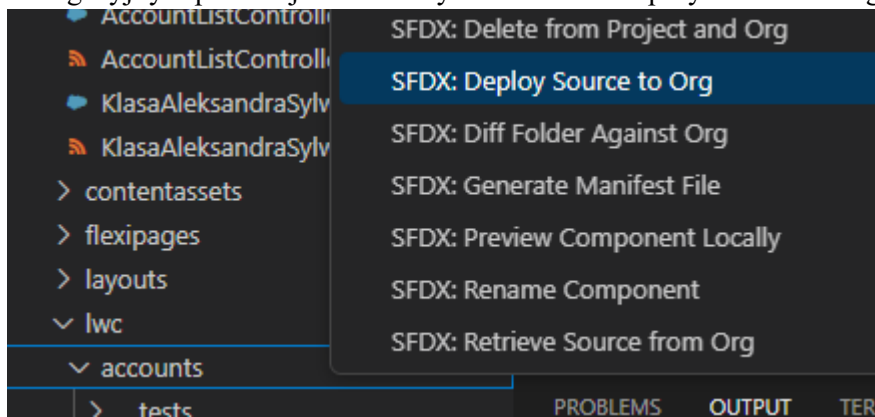 AccountListControll
AccountListControll
KlasaAleksandraSylv
KlasaAleksandraSylv
contentassets
flexipages
layouts
lwc
accounts
tests
SFDX: Delete from Project and Org
SFDX: Deploy Source to Org
SFDX: Diff Folder Against Org
SFDX: Generate Manifest File
SFDX: Preview Component Locally
SFDX: Rename Component
SFDX: Retrieve Source from Org
PROBLEMS OUTPUT TER